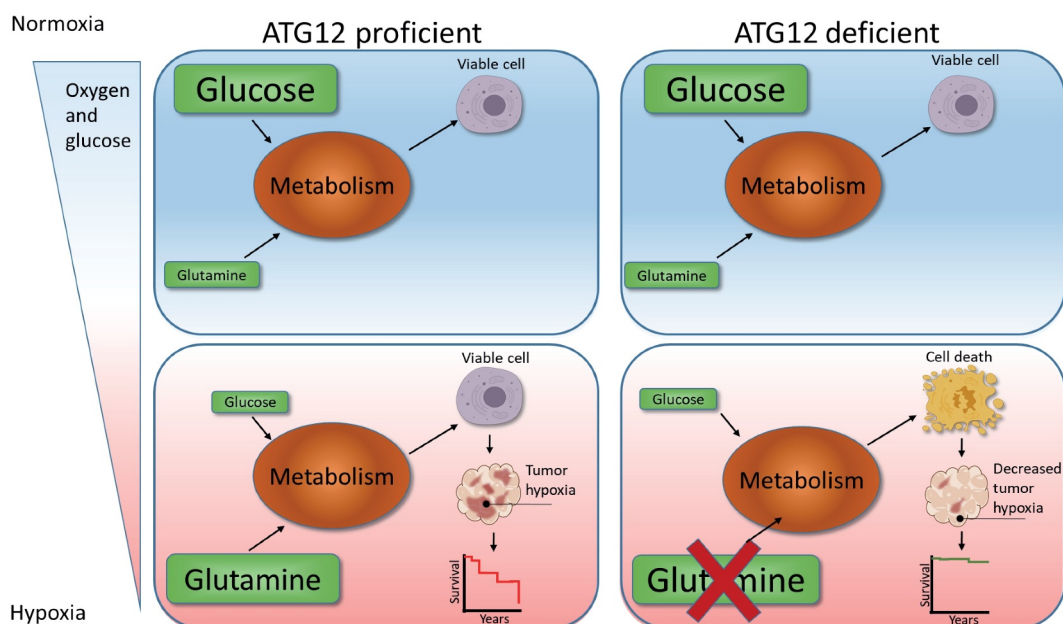 Normoxia
ATG12 proficient
ATG12 deficient
Oxygen
and
glucose
Glucose
Viable cell
Metabolism
Glutamine
Glucose
Viable cell
Metabolism
Glutamine
Glucose
Viable cell
Metabolism
Tumor
hypoxia
Glutamine
Survival
Years
Glucose
Cell death
Metabolism
Decreased
tumor
hypoxia
Glutamine
Survival
Years
Hypoxia